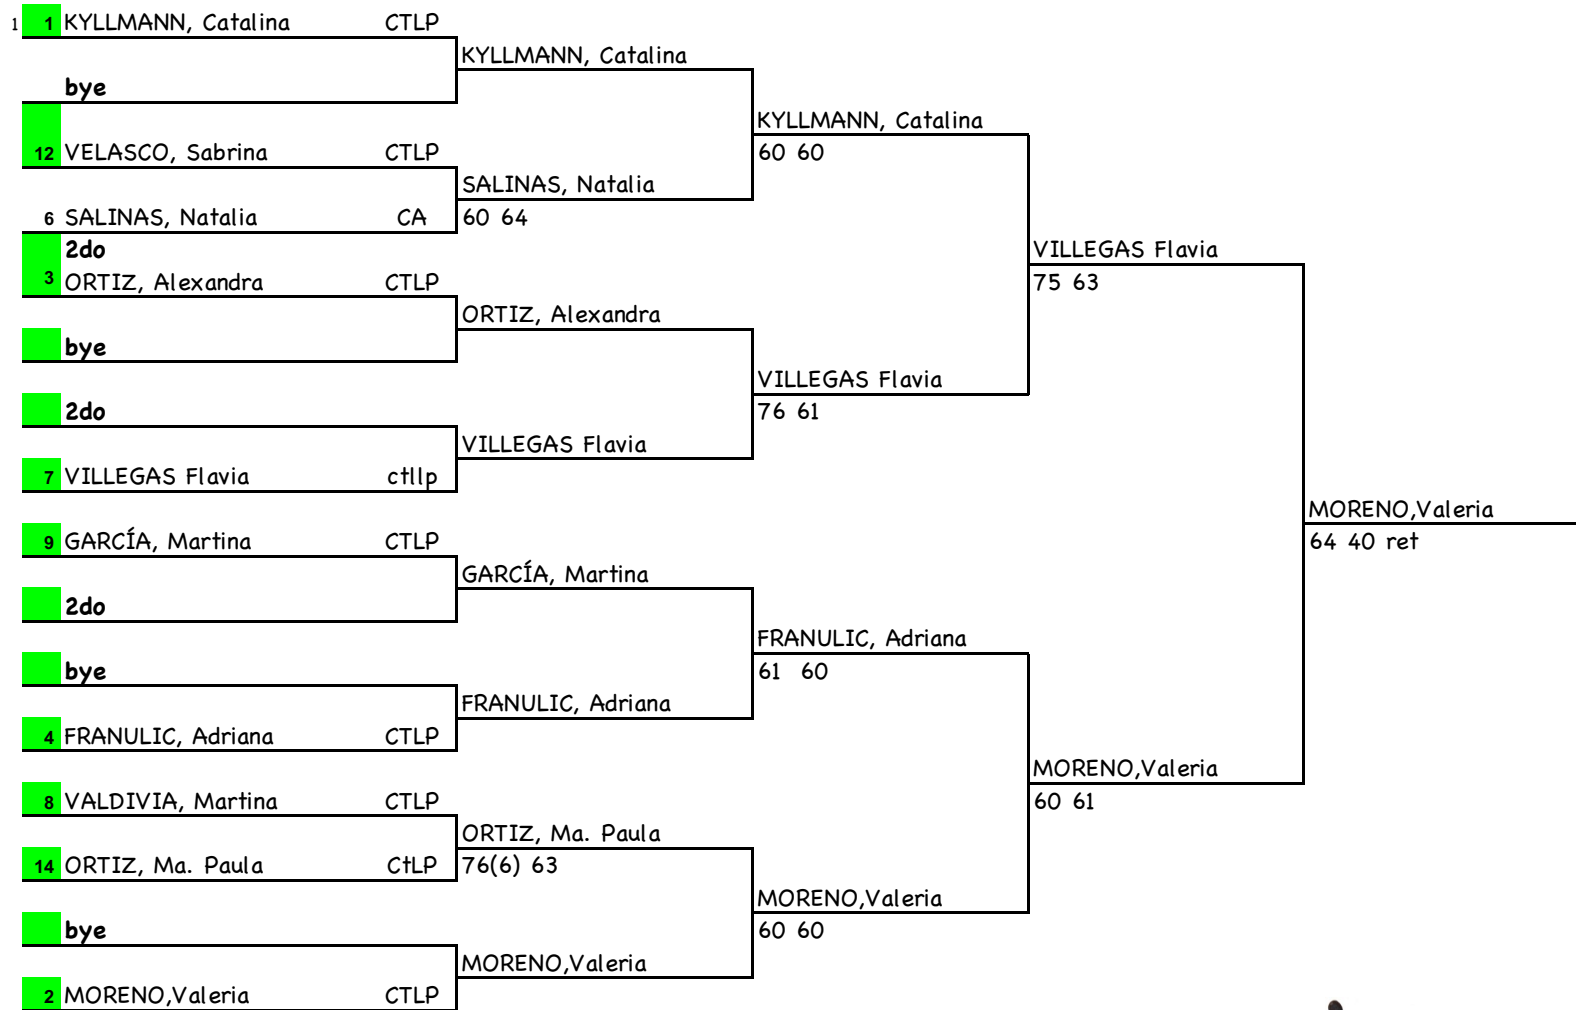 1 1 KYLLMANN, Catalina CTLP
KYLLMANN, Catalina
bye
KYLLMANN, Catalina
12 VELASCO, Sabrina CTLP
60 60
SALINAS, Natalia
6 SALINAS, Natalia CA
60 64
2do
VILLEGAS Flavia
3 ORTIZ, Alexandra CTLP
75 63
ORTIZ, Alexandra
bye
VILLEGAS Flavia
2do
76 61
VILLEGAS Flavia
7 VILLEGAS Flavia ctllp
MORENO,Valeria
9 GARCÍA, Martina CTLP
64 40 ret
GARCÍA, Martina
2do
FRANULIC, Adriana
bye
61 60
FRANULIC, Adriana
4 FRANULIC, Adriana CTLP
MORENO,Valeria
8 VALDIVIA, Martina CTLP
60 61
ORTIZ, Ma. Paula
14 ORTIZ, Ma. Paula CtLP
76(6) 63
MORENO,Valeria
bye
60 60
MORENO,Valeria
2 MORENO,Valeria CTLP